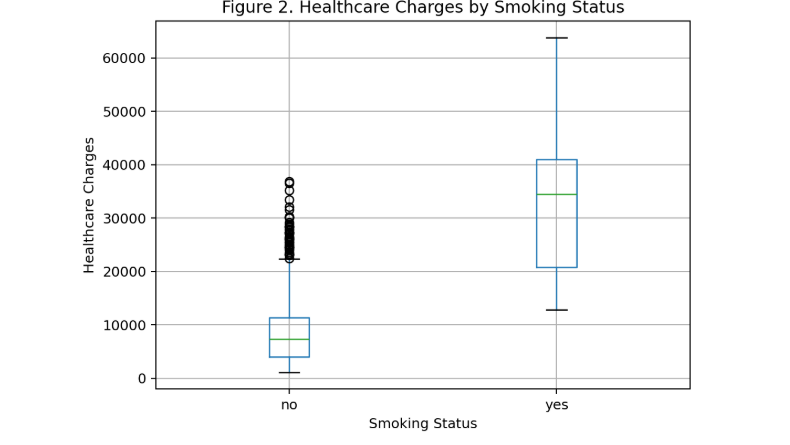 Figure 2. Healthcare Charges by Smoking Status
60000
50000
40000
30000
20000
10000
0
Healthcare Charges
no yes
Smoking Status